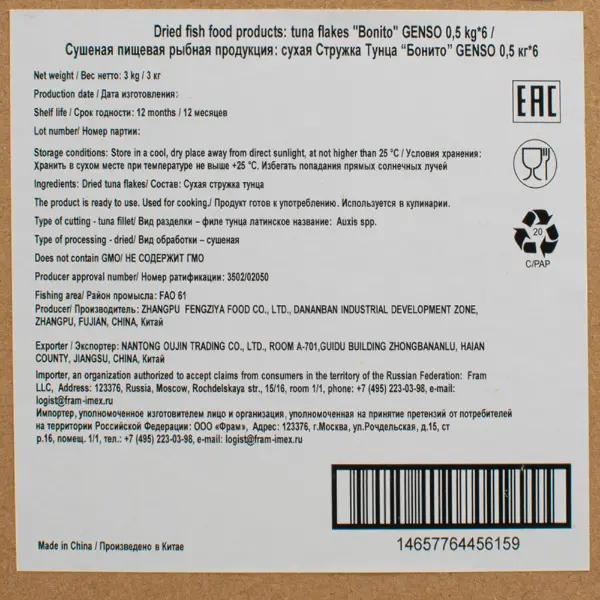 Dried fish food products: tuna flakes "Bonito" GENSO 0,5 kg*6 /
Сушеная пищевая рыбная продукция: сухая Стружка Тунца "Бонито" GENSO 0,5 кг*6
Net weight / Вес нетто: 3 kg / 3 кг
Production date / Дата изготовления:
Shelf life / Срок годности: 12 months / 12 месяцев
Lot number/ Номер партии:
EAC
Storage conditions: Store in a cool, dry place away from direct sunlight, at not higher than 25 °C / Условия хранения:
Хранить в сухом месте при температуре не выше +25 °C. Избегать попадания прямых солнечных лучей
Ingredients: Dried tuna flakes/ Состав: Сухая стружка тунца
The product is ready to use. Used for cooking./ Продукт готов к употреблению. Используется в кулинарии.
Type of cutting - tuna fillet/ Вид разделки – филе тунца латинское название: Auxis spp.
Type of processing - dried/ Вид обработки – сушеная
20
C/PAP
Does not contain GMO/ НЕ СОДЕРЖИТ ГМО
Producer approval number/ Номер ратификации: 3502/02050
Fishing area/ Район промысла: FAO 61
Producer/ Производитель: ZHANGPU FENGZIYA FOOD CO., LTD., DANANBAN INDUSTRIAL DEVELOPMENT ZONE,
ZHANGPU, FUJIAN, CHINA, Китай
Exporter / Экспортер: NANTONG OUJIN TRADING CO., LTD., ROOM A-701,GUIDU BUILDING ZHONGBANANLU, HAIAN
COUNTY, JIANGSU, CHINA, Китай
Importer, an organization authorized to accept claims from consumers in the territory of the Russian Federation: Fram
LLC, Address: 123376, Russia, Moscow, Rochdelskaya str., 15/16, room 1/1, phone: +7 (495) 223-03-98, e-mail:
logist@fram-imex.ru
Импортер, уполномоченное изготовителем лицо и организация, уполномоченная на принятие претензий от потребителей
на территории Российской Федерации: ООО «Фрам», Адрес: 123376, г.Москва, ул.Рочдельская, д.15, ст
р.16, помещ. 1/1, тел.: +7 (495) 223-03-98, e-mail: logist@fram-imex.ru
14657764456159
Made in China / Произведено в Китае